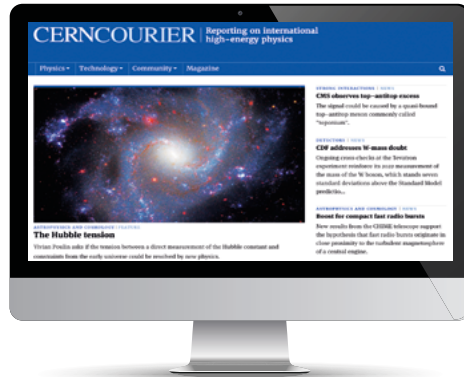 CERNCOURIER
Reporting on international
high-energy physics
Physics
Technology
Community
Magazine
ASTROPHYSICS AND COSMOLOGY | FEATURE
The Hubble tension
Vivian Poulin asks if the tension between a direct measurement of the Hubble constant and
constraints from the early universe could be resolved by new physics.
STRONG INTERACTIONS | NEWS
CMS observes top–antitop excess
The signal could be caused by a quasi-bound
top–antitop meson commonly called
"toponium".
DETECTORS | NEWS
CDF addresses W-mass doubt
Ongoing cross-checks at the Tevatron
experiment reinforce its 2022 measurement of
the mass of the W boson, which stands seven
standard deviations above the Standard Model
predictio...
ASTROPHYSICS AND COSMOLOGY | NEWS
Boost for compact fast radio bursts
New results from the CHIME telescope support
the hypothesis that fast radio bursts originate in
close proximity to the turbulent magnetosphere
of a central engine.